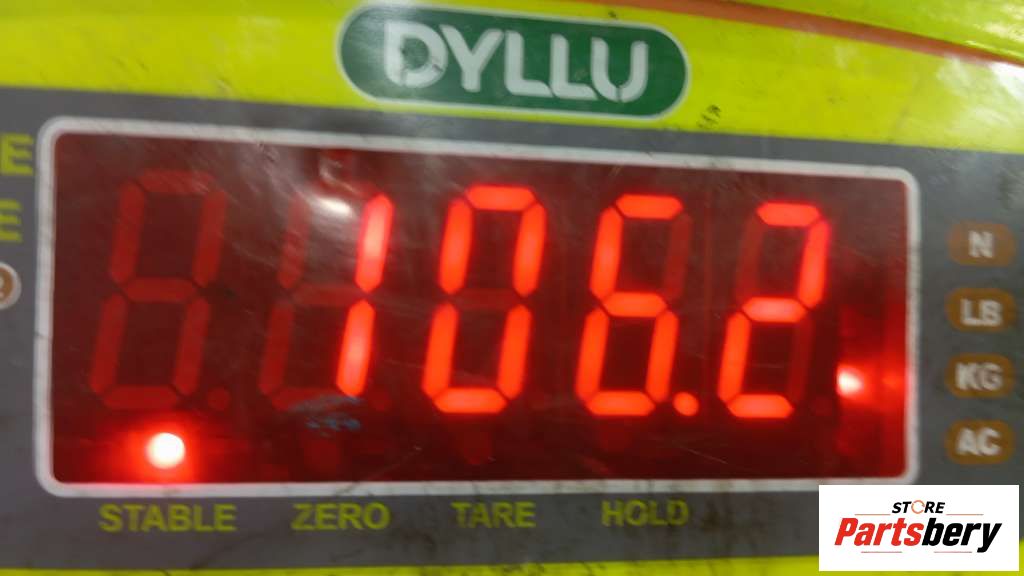 DYLLU
E
E
106.2
N
LB
KG
AC
STABLE ZERO TARE HOLD
STORE
Partsbery